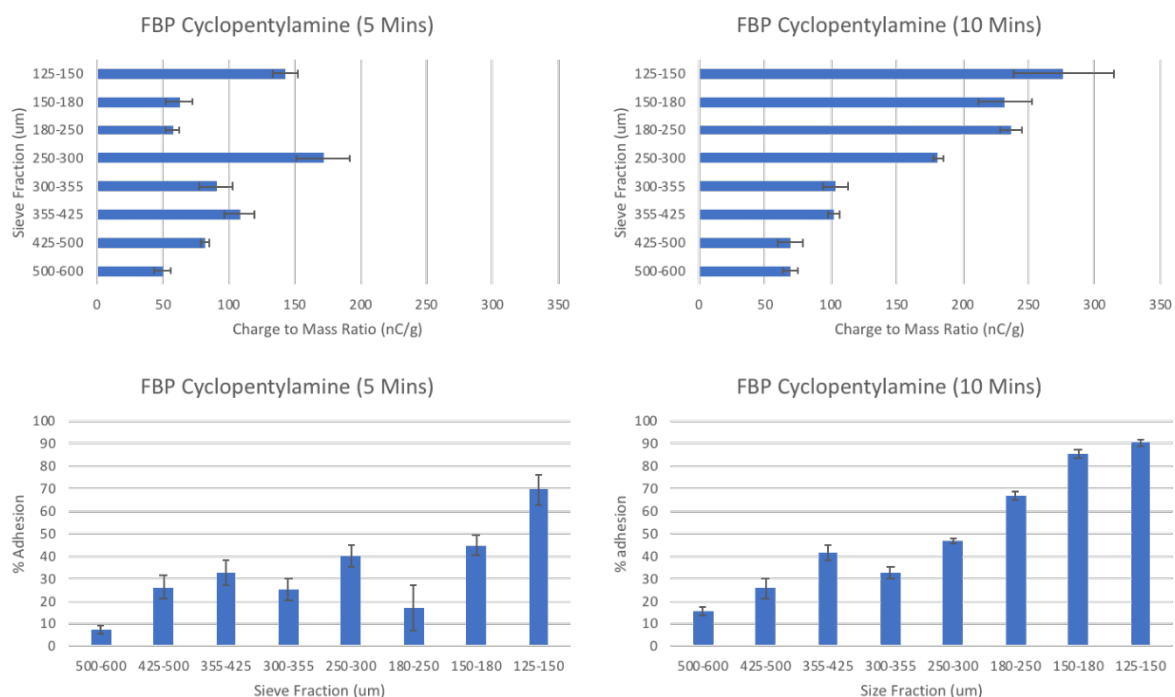 FBP Cyclopentylamine (5 Mins)
Sieve Fraction (um)
125-150
150-180
180-250
250-300
300-355
355-425
425-500
500-600
0 50 100 150 200 250 300 350
Charge to Mass Ratio (nC/g)
FBP Cyclopentylamine (10 Mins)
Sieve Fraction (um)
125-150
150-180
180-250
250-300
300-355
355-425
425-500
500-600
0 50 100 150 200 250 300 350
Charge to Mass Ratio (nC/g)
FBP Cyclopentylamine (5 Mins)
% Adhesion
100
90
80
70
60
50
40
30
20
10
0
500-600 425-500 355-425 300-355 250-300 180-250 150-180 125-150
Sieve Fraction (um)
FBP Cyclopentylamine (10 Mins)
% adhesion
100
90
80
70
60
50
40
30
20
10
0
500-600 425-500 355-425 300-355 250-300 180-250 150-180 125-150
Size Fraction (um)